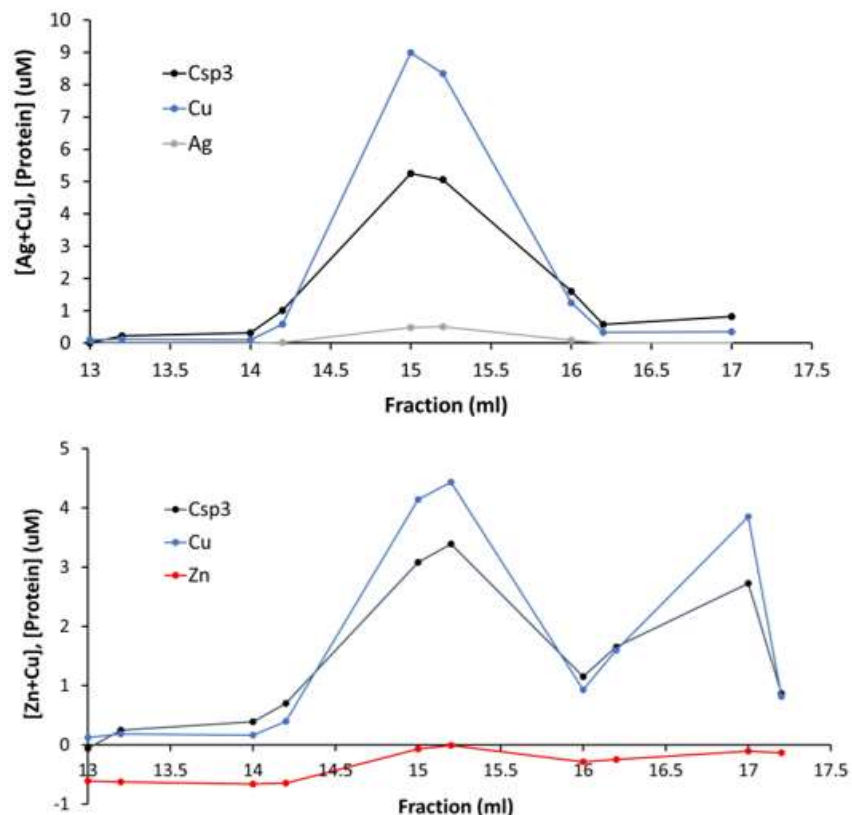 10
9
8
7
6
5
4
3
2
1
0
[Ag+Cu], [Protein] (uM)
Csp3
Cu
Ag
13 13.5 14 14.5 15 15.5 16 16.5 17 17.5
Fraction (ml)
5
4
3
2
1
0
-1
[Zn+Cu], [Protein] (uM)
Csp3
Cu
Zn
13 13.5 14 14.5 15 15.5 16 16.5 17 17.5
Fraction (ml)